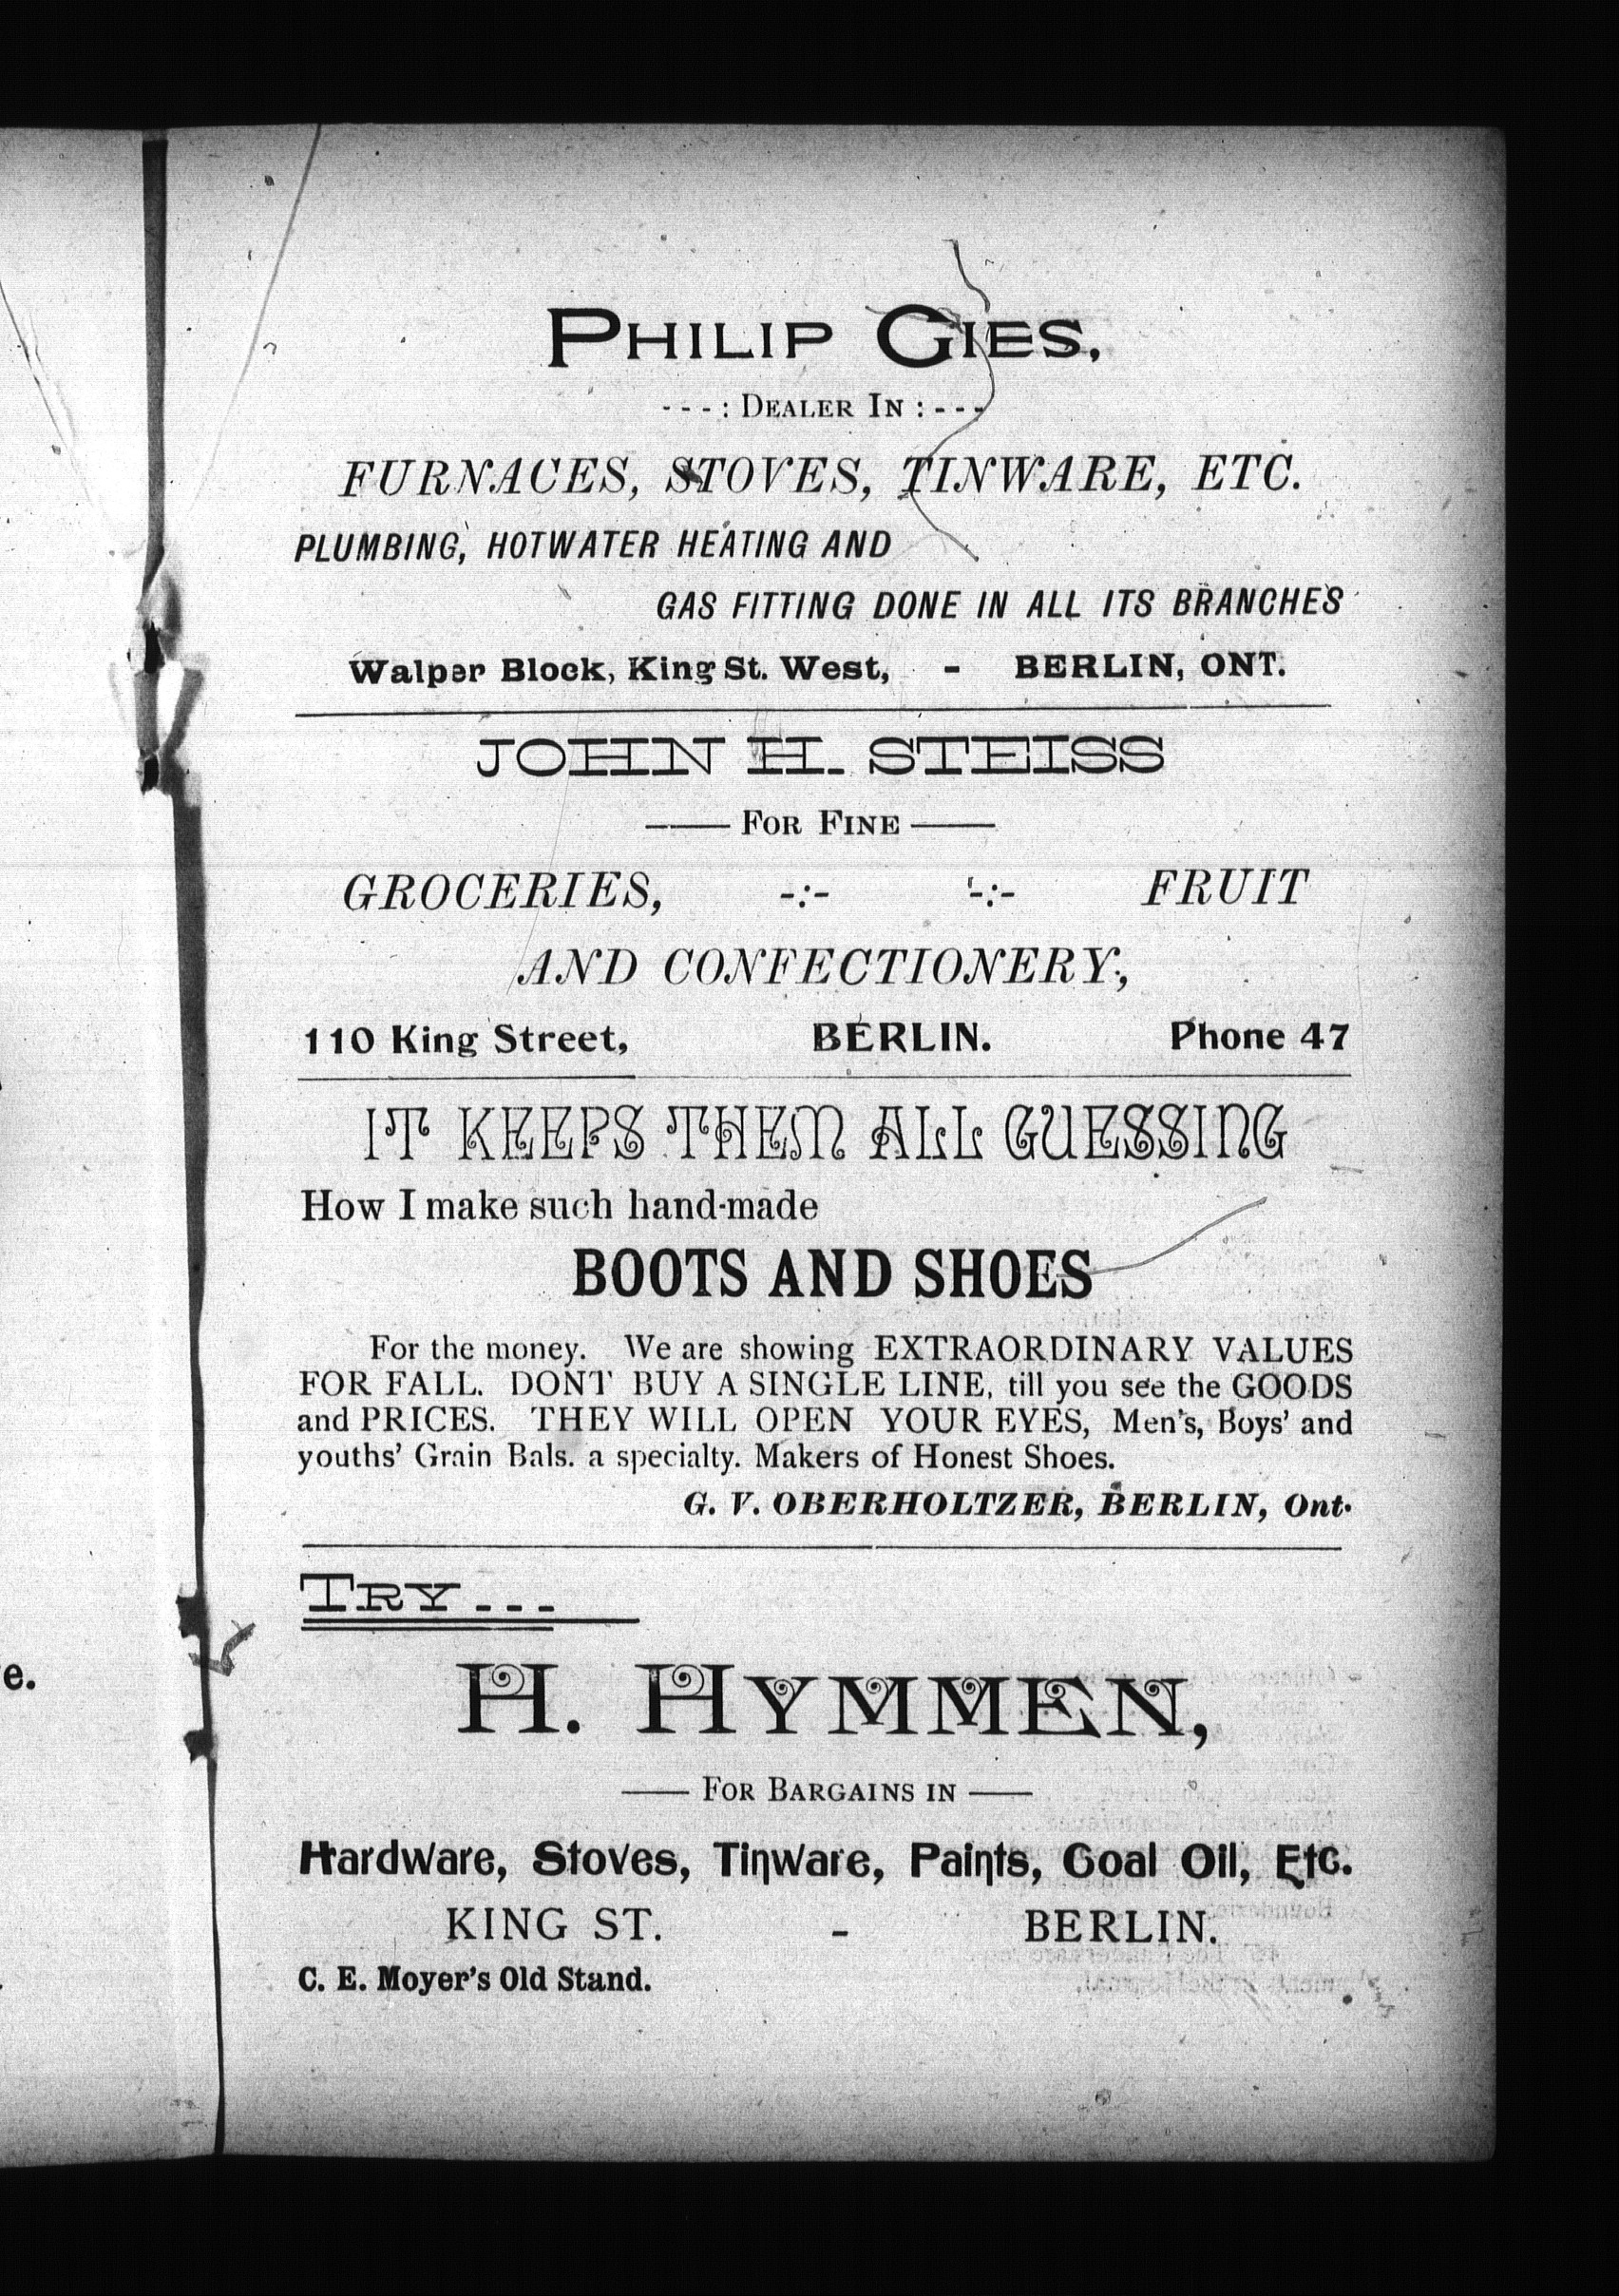 PHILIP GIES,
---: DEALER IN :---
FURNACES, STOVES, TINWARE, ETC.
PLUMBING, HOTWATER HEATING AND
GAS FITTING DONE IN ALL ITS BRANCHES
Walper Block, King St. West, - BERLIN, ONT.
JOHN H. STEISS
FOR FINE
GROCERIES, -:- -:- FRUIT
AND CONFECTIONERY,
110 King Street, BERLIN. Phone 47
IT KEEPS THEM ALL GUESSING
How I make such hand-made
BOOTS AND SHOES
For the money. We are showing EXTRAORDINARY VALUES
FOR FALL. DONT BUY A SINGLE LINE, till you see the GOODS
and PRICES. THEY WILL OPEN YOUR EYES, Men's, Boys' and
youths' Grain Bals. a specialty. Makers of Honest Shoes.
G. V. OBERHOLTZER, BERLIN, Ont.
TRY...
H. HYMMEN,
FOR BARGAINS IN
Hardware, Stoves, Tinware, Paints, Coal Oil, Etc.
KING ST. - BERLIN.
C. E. Moyer's Old Stand.